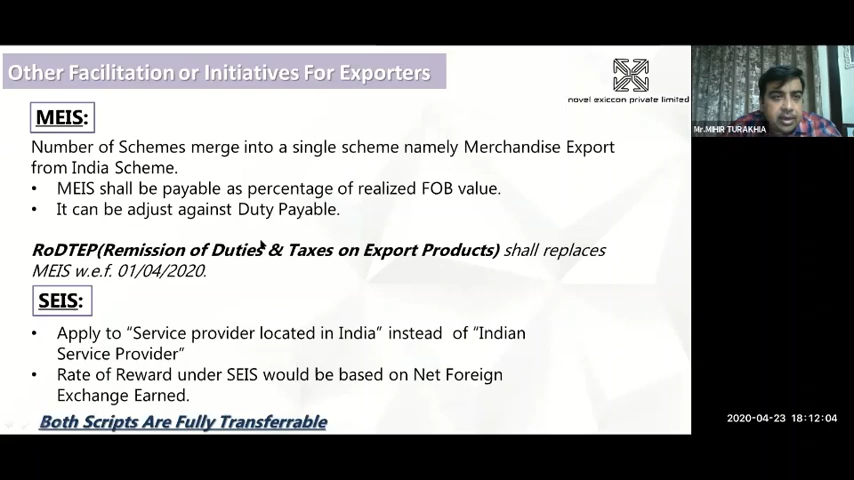 Other Facilitation or Initiatives For Exporters
novel exiccon private limited
Mr.MIHIR TURAKHIA
MEIS:
Number of Schemes merge into a single scheme namely Merchandise Export
from India Scheme.
• MEIS shall be payable as percentage of realized FOB value.
• It can be adjust against Duty Payable.
RoDTEP(Remission of Duties & Taxes on Export Products) shall replaces
MEIS w.e.f. 01/04/2020.
SEIS:
• Apply to “Service provider located in India” instead of “Indian
Service Provider”
• Rate of Reward under SEIS would be based on Net Foreign
Exchange Earned.
Both Scripts Are Fully Transferrable
2020-04-23 18:12:04